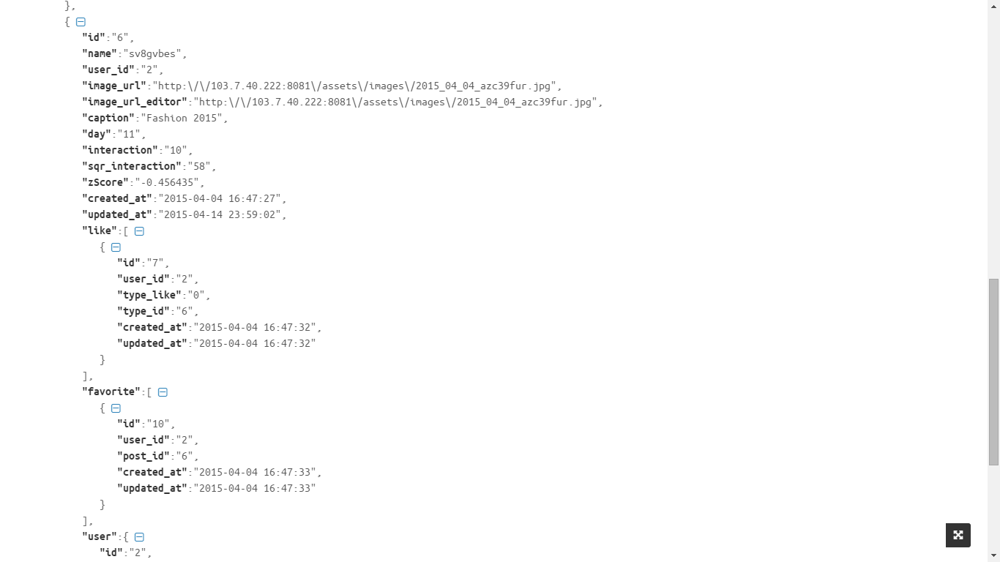 },
{
"id":"6",
"name":"sv8gvbes",
"user_id":"2",
"image_url":"http:\/\/103.7.40.222:8081\/assets\/images\/2015_04_04_azc39fur.jpg",
"image_url_editor":"http:\/\/103.7.40.222:8081\/assets\/images\/2015_04_04_azc39fur.jpg",
"caption":"Fashion 2015",
"day":"11",
"interaction":"10",
"sqr_interaction":"58",
"zScore":"-0.456435",
"created_at":"2015-04-04 16:47:27",
"updated_at":"2015-04-14 23:59:02",
"like":[
{
"id":"7",
"user_id":"2",
"type_like":"0",
"type_id":"6",
"created_at":"2015-04-04 16:47:32",
"updated_at":"2015-04-04 16:47:32"
}
],
"favorite":[
{
"id":"10",
"user_id":"2",
"post_id":"6",
"created_at":"2015-04-04 16:47:33",
"updated_at":"2015-04-04 16:47:33"
}
],
"user":{
"id":"2",